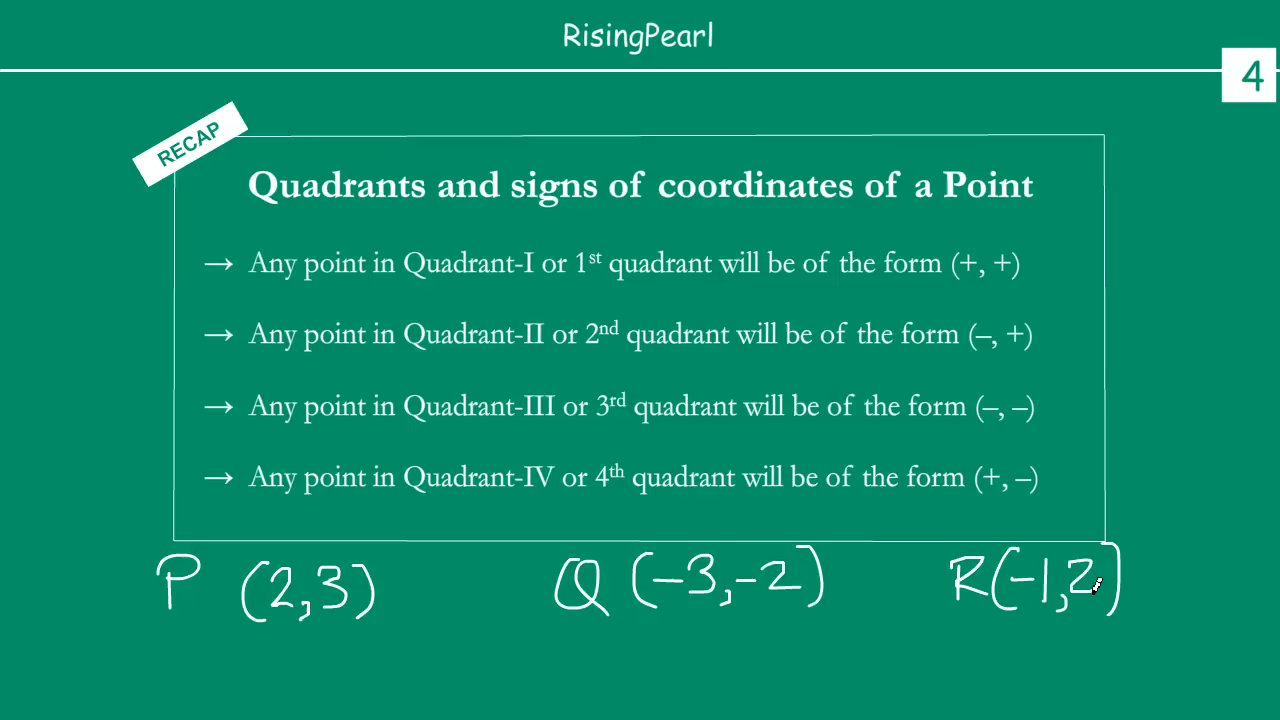 RisingPearl
4
RECAP
Quadrants and signs of coordinates of a Point
→ Any point in Quadrant-I or 1st quadrant will be of the form (+, +)
→ Any point in Quadrant-II or 2nd quadrant will be of the form (–, +)
→ Any point in Quadrant-III or 3rd quadrant will be of the form (–, –)
→ Any point in Quadrant-IV or 4th quadrant will be of the form (+, –)
P (2,3) Q (-3,-2) R(-1,2)